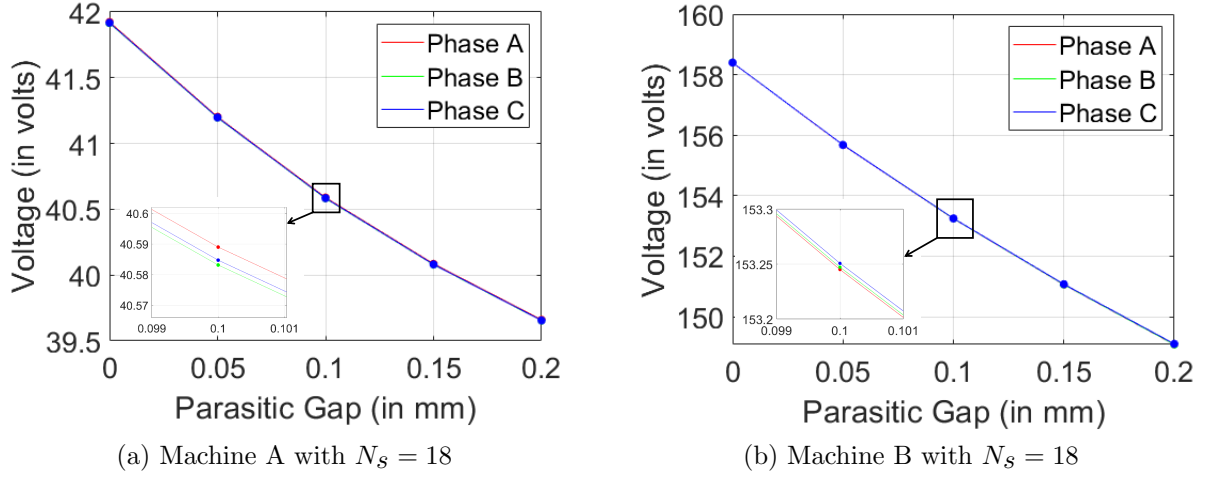 42
41.5
41
40.5
40
39.5
Voltage (in volts)
Phase A
Phase B
Phase C
40.6
40.59
40.58
40.57
0.099
0.1
0.101
0
0.05
0.1
0.15
0.2
Parasitic Gap (in mm)
(a) Machine A with Ns = 18
160
158
156
154
152
150
Voltage (in volts)
Phase A
Phase B
Phase C
153.3
153.25
153.2
0.099
0.1
0.101
0
0.05
0.1
0.15
0.2
Parasitic Gap (in mm)
(b) Machine B with Ns = 18